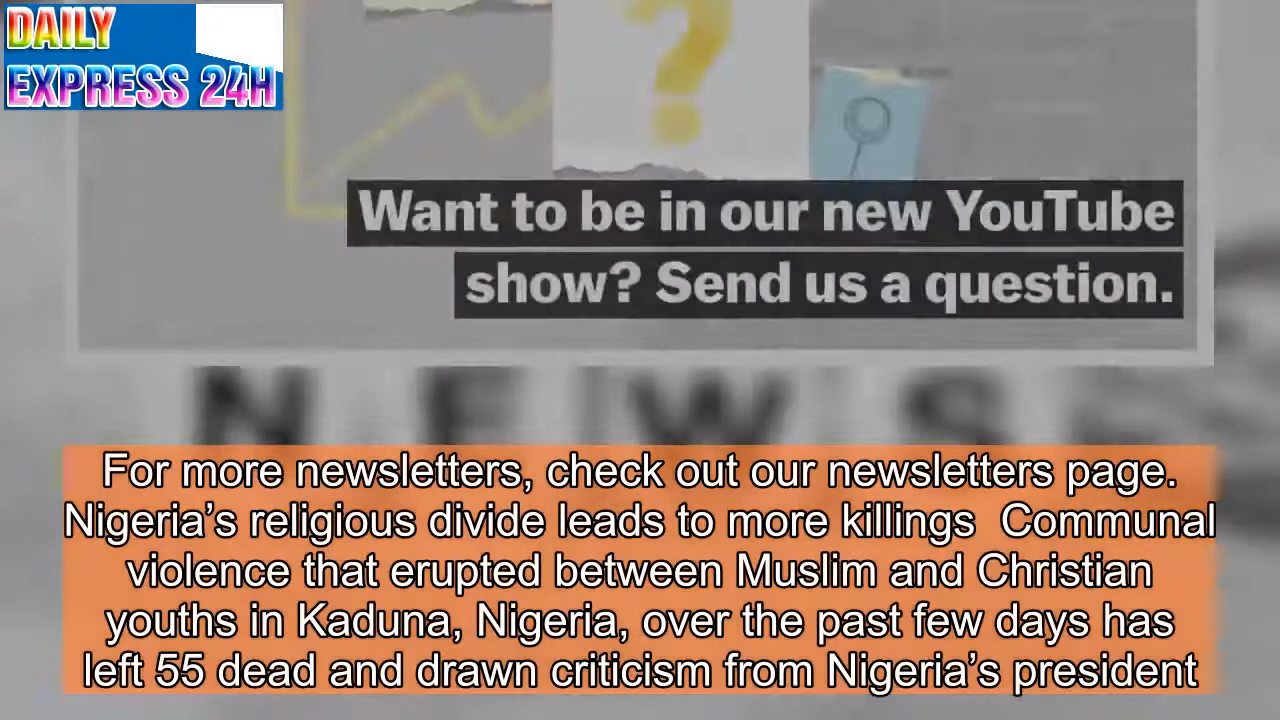 DAILY
EXPRESS 24H
?
Want to be in our new YouTube
show? Send us a question.
NEWS
For more newsletters, check out our newsletters page.
Nigeria’s religious divide leads to more killings  Communal
violence that erupted between Muslim and Christian
youths in Kaduna, Nigeria, over the past few days has
left 55 dead and drawn criticism from Nigeria’s president